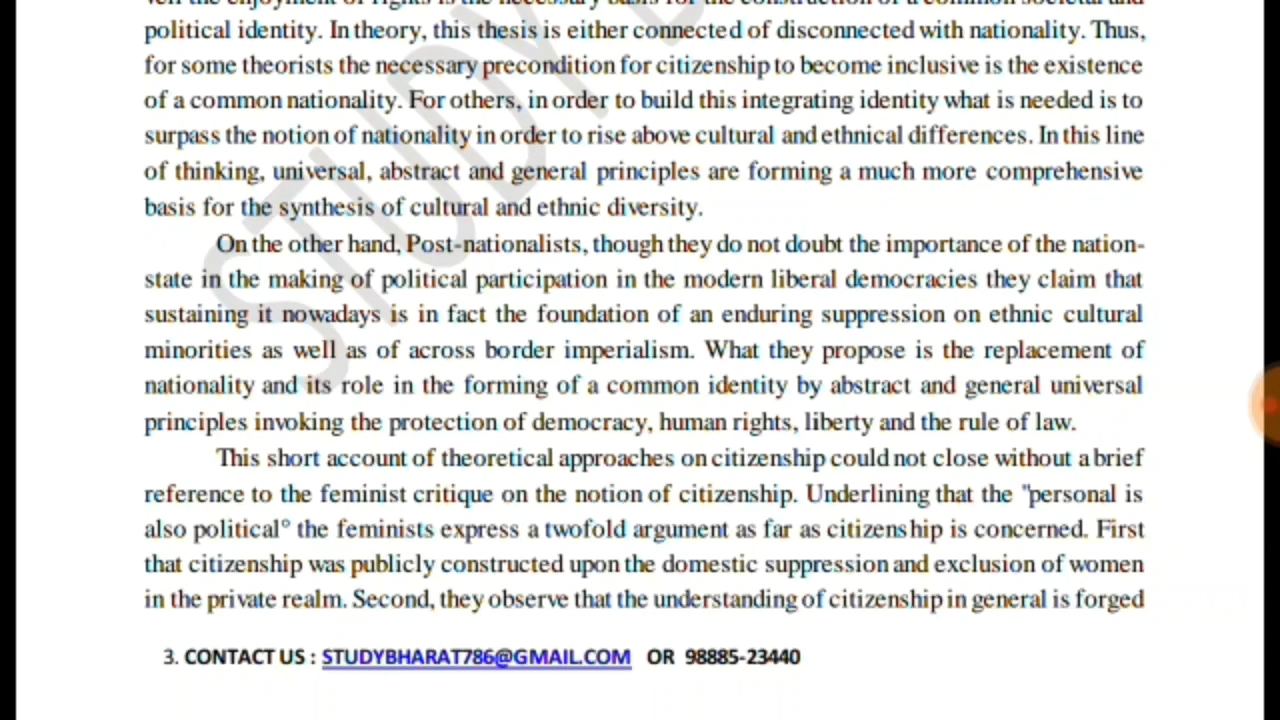 political identity. In theory, this thesis is either connected of disconnected with nationality. Thus,
for some theorists the necessary precondition for citizenship to become inclusive is the existence
of a common nationality. For others, in order to build this integrating identity what is needed is to
surpass the notion of nationality in order to rise above cultural and ethnical differences. In this line
of thinking, universal, abstract and general principles are forming a much more comprehensive
basis for the synthesis of cultural and ethnic diversity.
On the other hand, Post-nationalists, though they do not doubt the importance of the nation-
state in the making of political participation in the modern liberal democracies they claim that
sustaining it nowadays is in fact the foundation of an enduring suppression on ethnic cultural
minorities as well as of across border imperialism. What they propose is the replacement of
nationality and its role in the forming of a common identity by abstract and general universal
principles invoking the protection of democracy, human rights, liberty and the rule of law.
This short account of theoretical approaches on citizenship could not close without a brief
reference to the feminist critique on the notion of citizenship. Underlining that the "personal is
also political° the feminists express a twofold argument as far as citizenship is concerned. First
that citizenship was publicly constructed upon the domestic suppression and exclusion of women
in the private realm. Second, they observe that the understanding of citizenship in general is forged
3. CONTACT US : STUDYBHARAT786@GMAIL.COM OR 98885-23440
STUDY